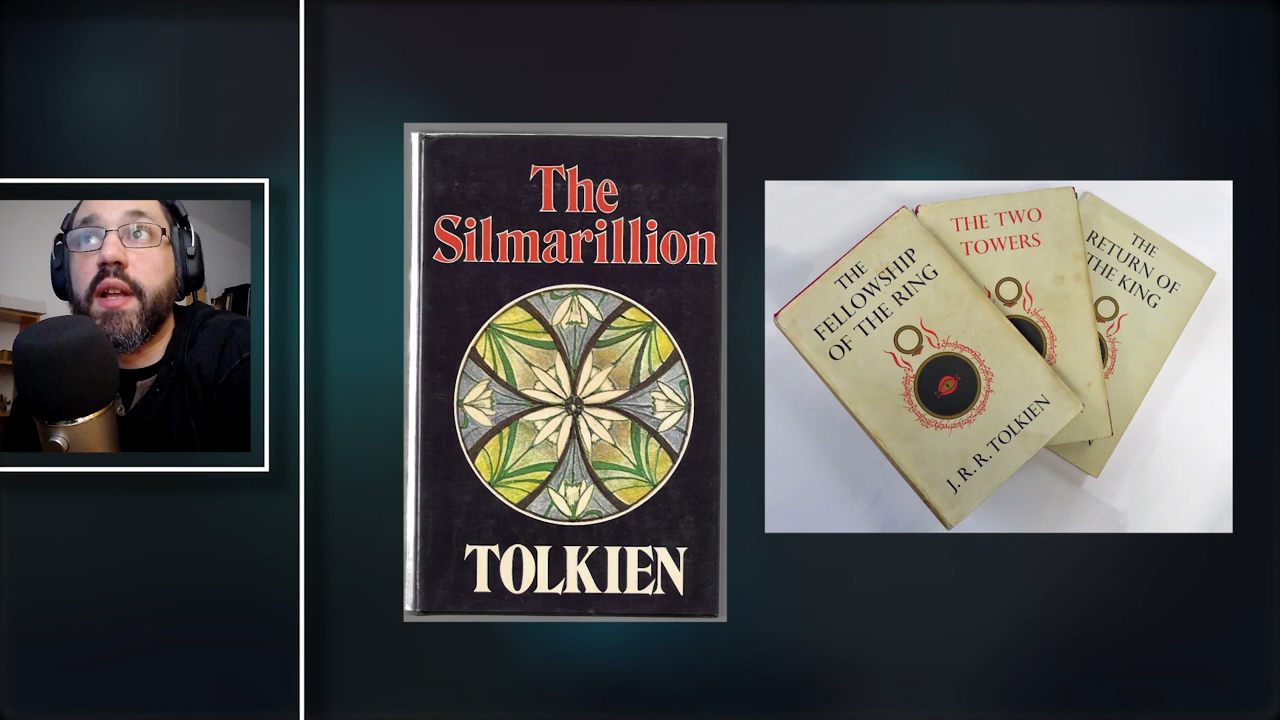 The
Silmarillion
TOLKIEN
THE
FELLOWSHIP
OF THE RING
J. R. R. TOLKIEN
THE TWO
TOWERS
THE
RETURN OF
THE KING